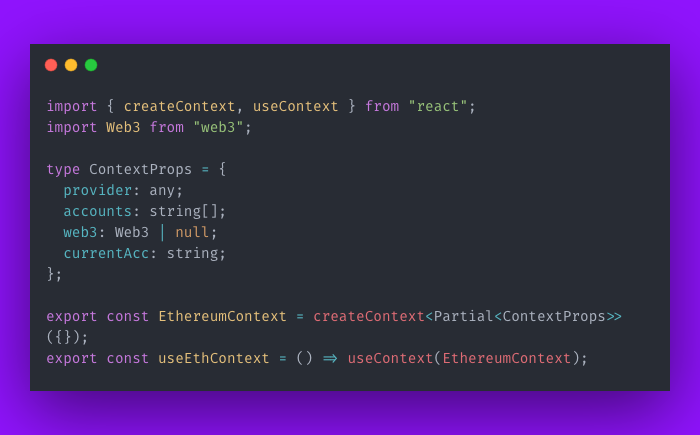 import { createContext, useContext } from "react";
import Web3 from "web3";
type ContextProps = {
  provider: any;
  accounts: string[];
  web3: Web3 | null;
  currentAcc: string;
};
export const EthereumContext = createContext<Partial<ContextProps>>
({});
export const useEthContext = () => useContext(EthereumContext);